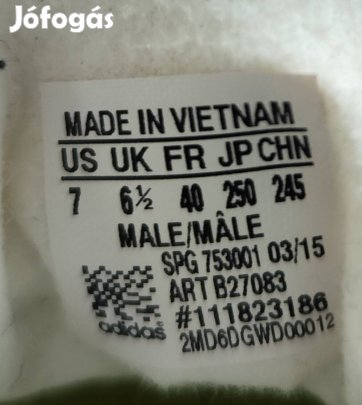 Jófogás
MADE IN VIETNAM
US UK FR JP CHN
7 6½ 40 250 245
MALE/MÂLE
SPG 753001 03/15
ART B27083
#111823186
adidas
2MD6DGWD00012